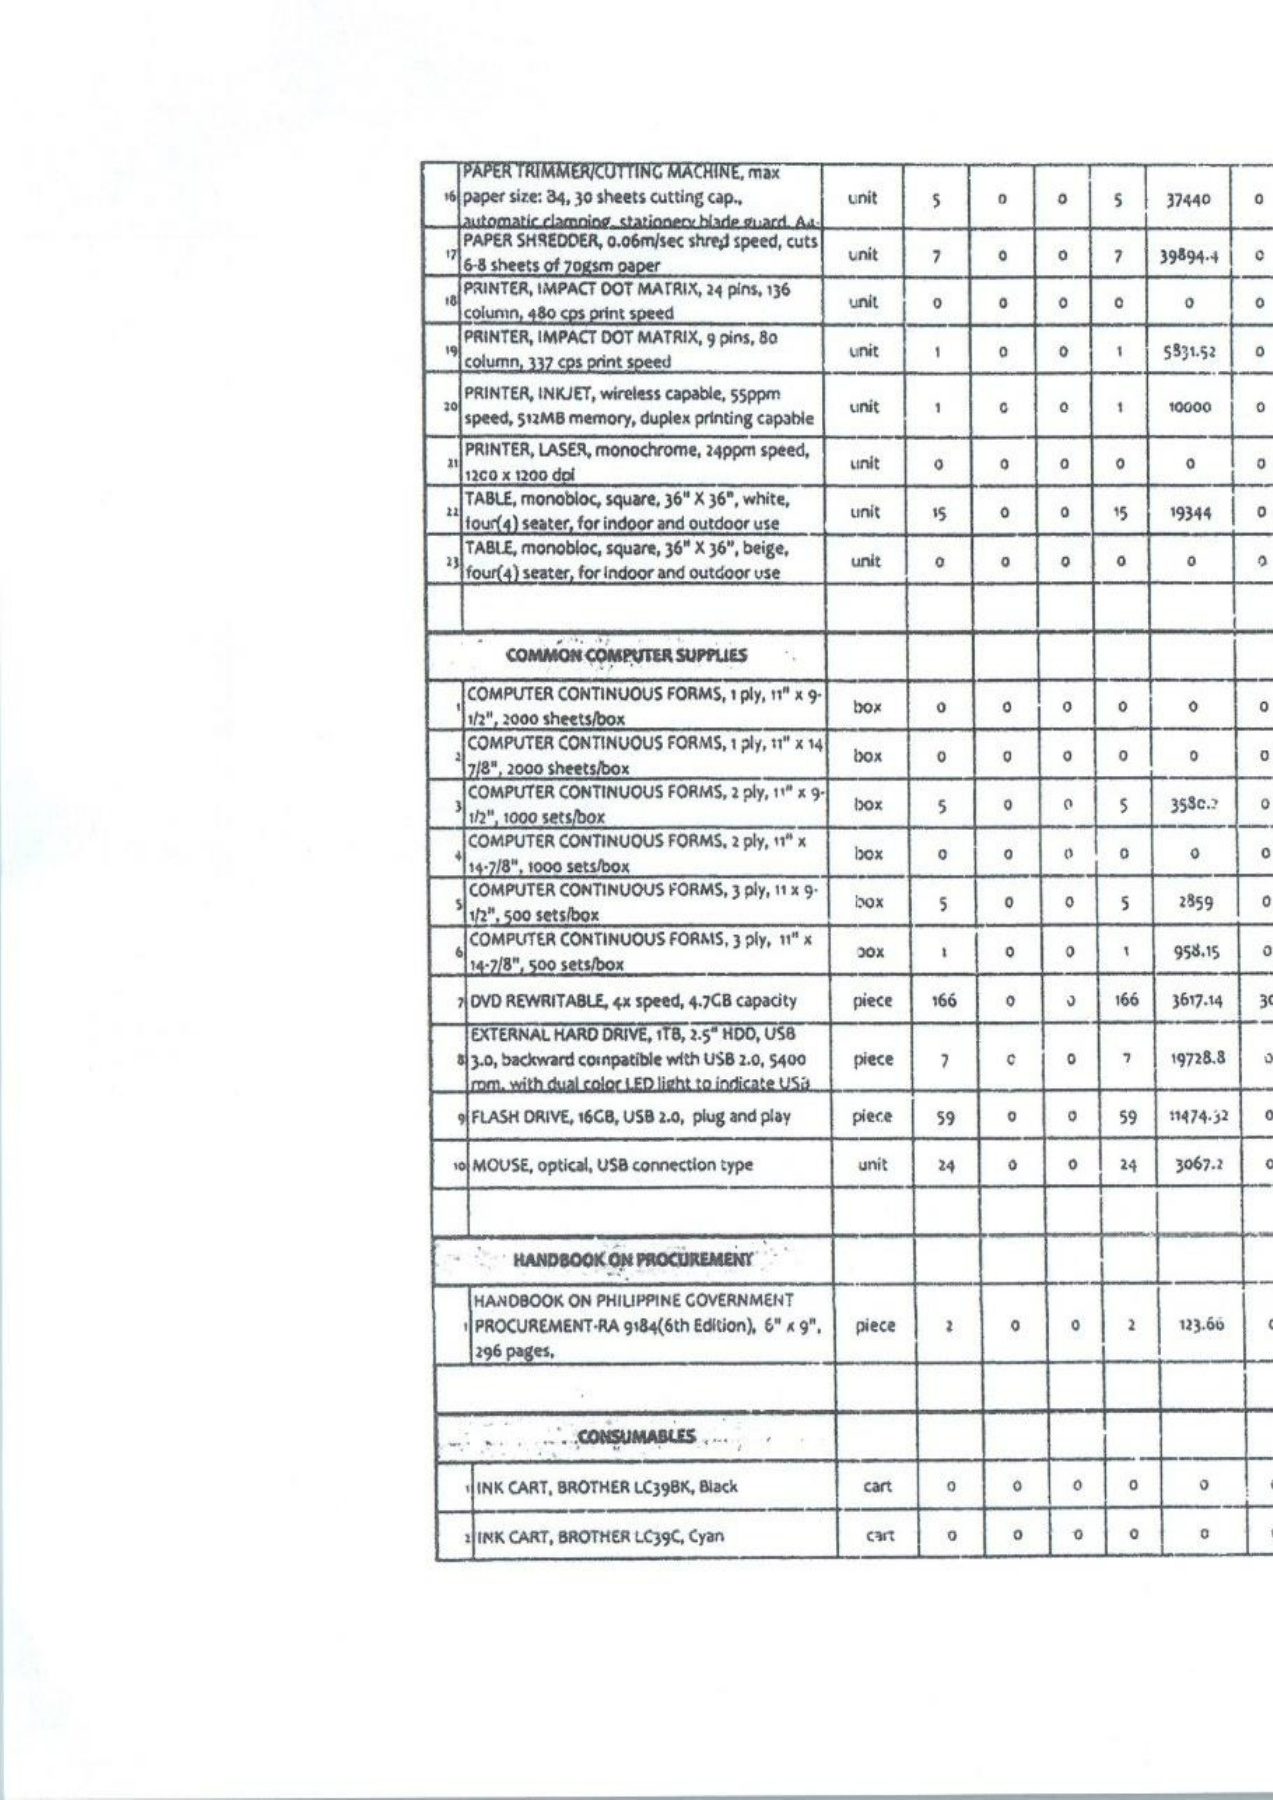 PAPER TRIMMER/CUTTING MACHINE, max
16 paper size: B4, 30 sheets cutting cap., unit 5 0 0 5 37440 0
automatic clamping, stationery blade guard, A4-
PAPER SHREDDER, 0.06m/sec shred speed, cuts
17 unit 7 0 0 7 39894.4 0
6-8 sheets of 70gsm paper
PRINTER, IMPACT DOT MATRIX, 24 pins, 136
18 unit 0 0 0 0 0 0
column, 480 cps print speed
PRINTER, IMPACT DOT MATRIX, 9 pins, 80
19 unit 1 0 0 1 5831.52 0
column, 337 cps print speed
PRINTER, INKJET, wireless capable, 55ppm
20 unit 1 0 0 1 10000 0
speed, 512MB memory, duplex printing capable
PRINTER, LASER, monochrome, 24ppm speed,
21 unit 0 0 0 0 0 0
1200 x 1200 dpi
TABLE, monobloc, square, 36" X 36", white,
22 unit 15 0 0 15 19344 0
four(4) seater, for indoor and outdoor use
TABLE, monobloc, square, 36" X 36", beige,
23 unit 0 0 0 0 0 0
four(4) seater, for indoor and outdoor use
COMMON COMPUTER SUPPLIES
COMPUTER CONTINUOUS FORMS, 1 ply, 11" x 9-
1 box 0 0 0 0 0 0
1/2", 2000 sheets/box
COMPUTER CONTINUOUS FORMS, 1 ply, 11" x 14
2 box 0 0 0 0 0 0
7/8", 2000 sheets/box
COMPUTER CONTINUOUS FORMS, 2 ply, 11" x 9-
3 box 5 0 0 5 0
1/2", 1000 sets/box
COMPUTER CONTINUOUS FORMS, 2 ply, 11" x
4 box 0 0 0 0 0 0
14-7/8", 1000 sets/box
COMPUTER CONTINUOUS FORMS, 3 ply, 11 x 9-
5 box 5 0 0 5 2859 0
1/2", 500 sets/box
COMPUTER CONTINUOUS FORMS, 3 ply, 11" x
6 box 1 0 0 1 958.15 0
14-7/8", 500 sets/box
7 DVD REWRITABLE, 4x speed, 4.7GB capacity piece 166 0 0 166 3617.14 30
EXTERNAL HARD DRIVE, 1TB, 2.5" HDD, USB
8 3.0, backward compatible with USB 2.0, 5400 piece 7 0 0 7 19728.8 0
rpm, with dual color LED light to indicate USB
9 FLASH DRIVE, 16GB, USB 2.0, plug and play piece 59 0 0 59 11474.32 0
10 MOUSE, optical, USB connection type unit 24 0 0 24 3067.2 0
HANDBOOK ON PROCUREMENT
HANDBOOK ON PHILIPPINE GOVERNMENT
1 PROCUREMENT-RA 9184(6th Edition), 6" x 9", piece 2 0 0 2 123.66 0
296 pages,
CONSUMABLES
1 INK CART, BROTHER LC39BK, Black cart 0 0 0 0 0
2 INK CART, BROTHER LC39C, Cyan cart 0 0 0 0 0